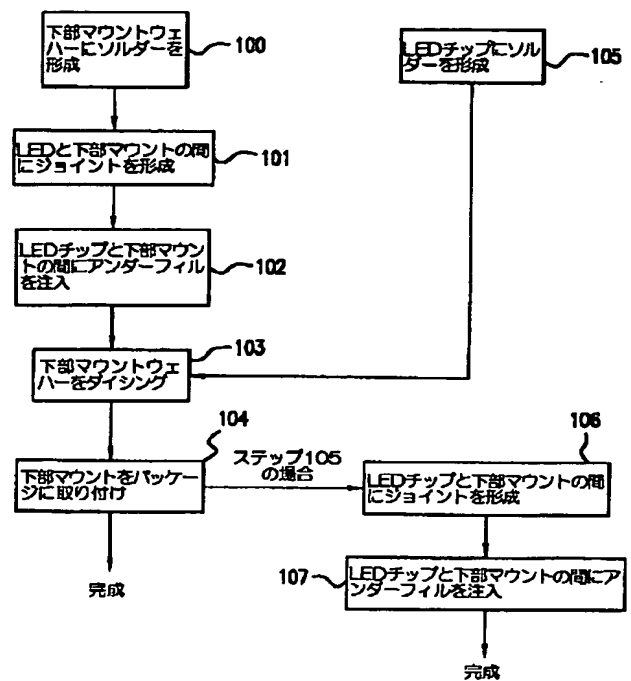 下部マウントウェ
ハーにソルダーを
形成
100
LEDチップにソル
ダーを形成
105
LEDと下部マウントの間
にジョイントを形成
101
LEDチップと下部マウン
トの間にアンダーフィル
を注入
102
下部マウントウェ
ハーをダイシング
103
下部マウントをパッケー
ジに取り付け
104
ステップ105
の場合
完成
LEDチップと下部マウントの間
にジョイントを形成
106
LEDチップと下部マウントの間にア
ンダーフィルを注入
107
完成